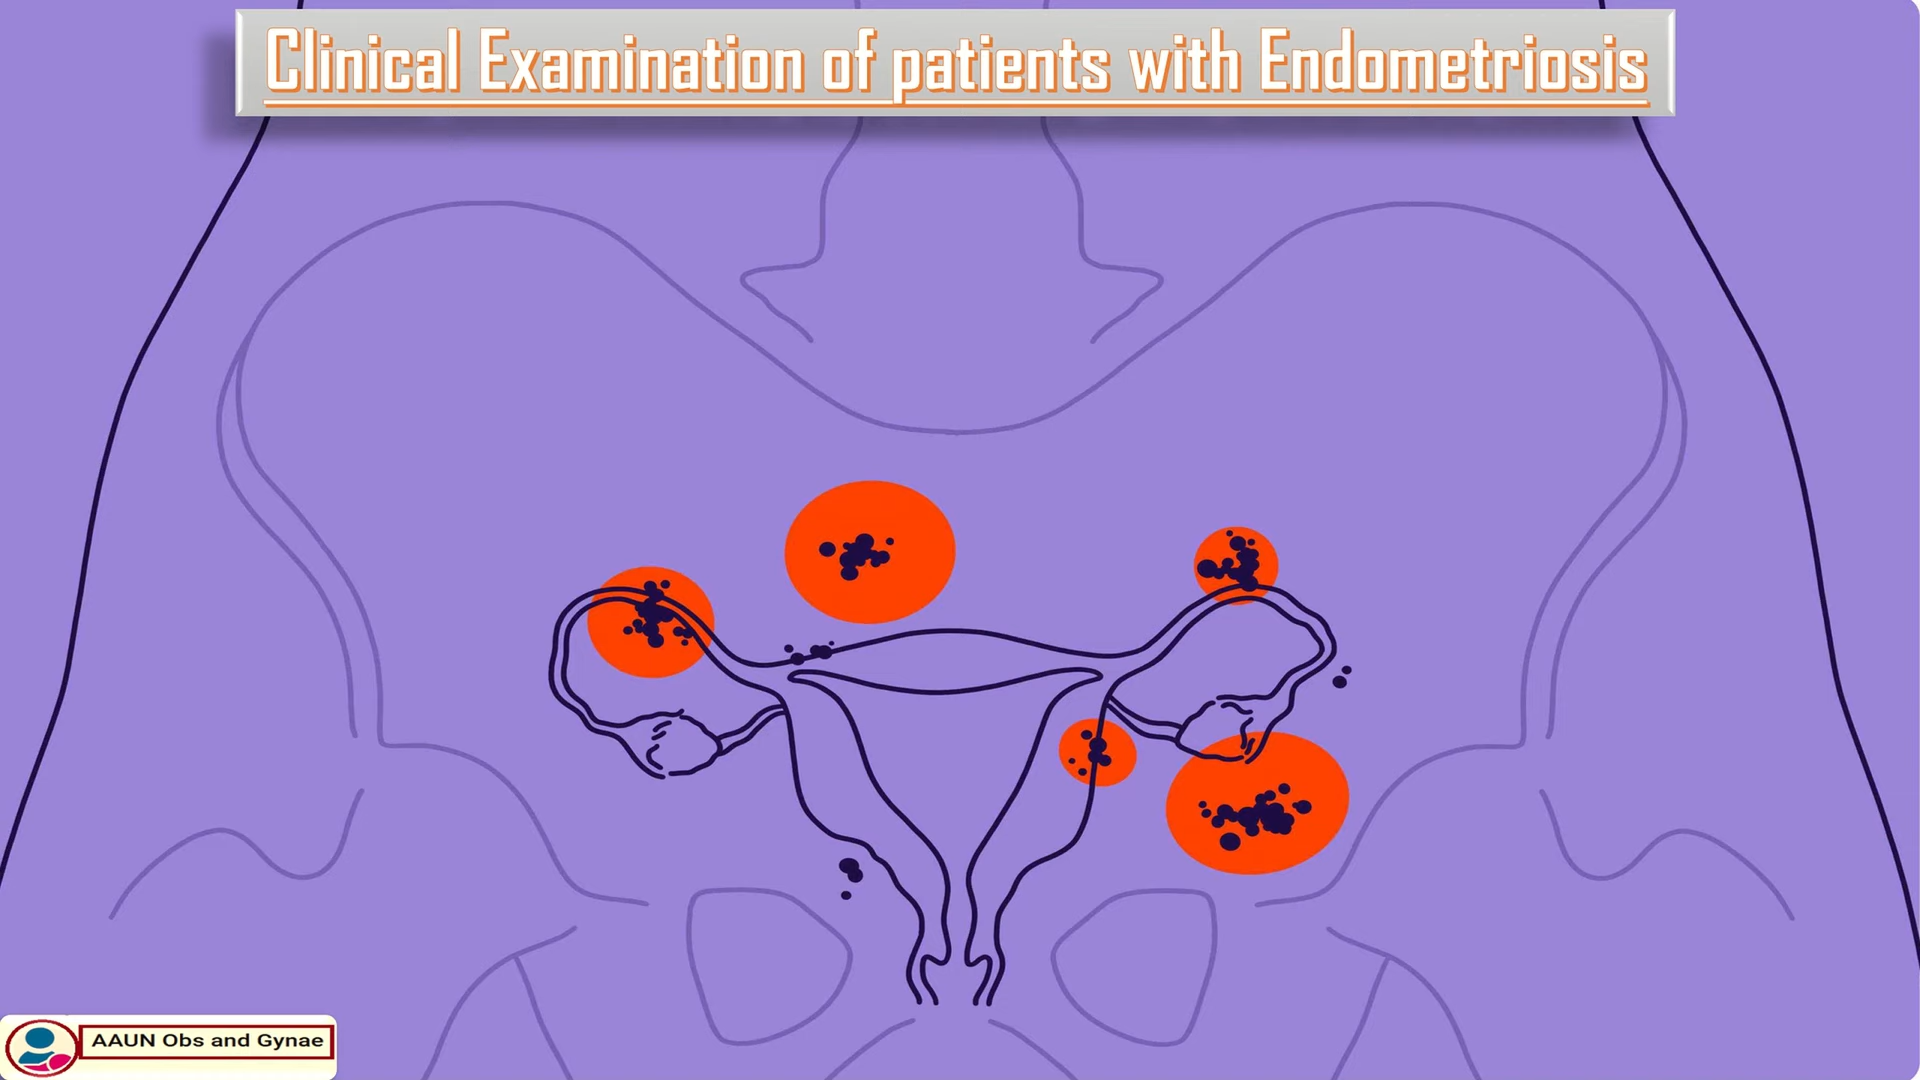 Clinical Examination of patients with Endometriosis
AAUN Obs and Gynae